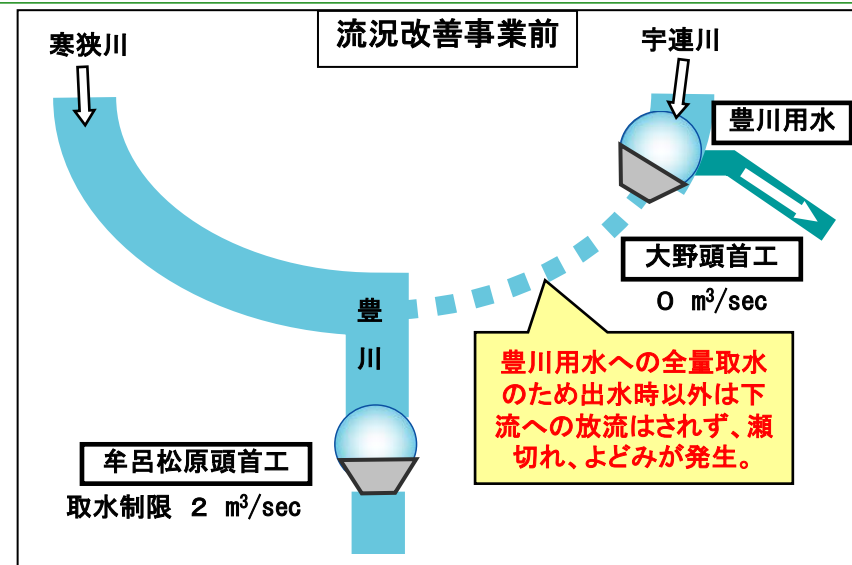 流況改善事業前
寒狭川
宇連川
豊川用水
大野頭首工
0 m³/sec
豊川
豊川用水への全量取水
のため出水時以外は下
流への放流はされず、瀬
切れ、よどみが発生。
牟呂松原頭首工
取水制限 2 m³/sec